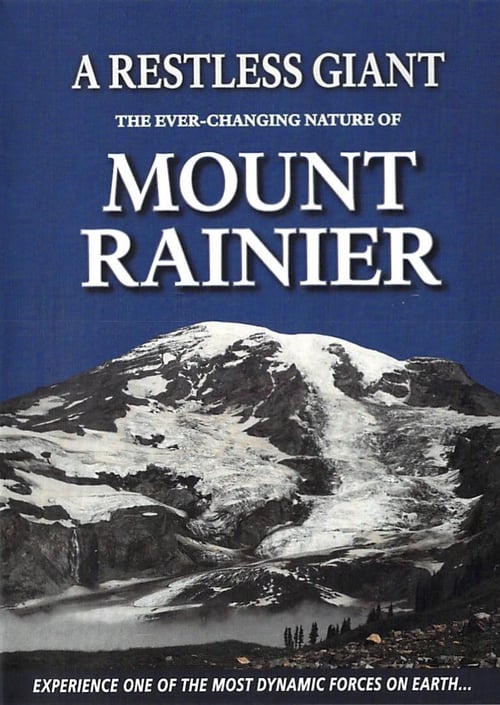 A RESTLESS GIANT
THE EVER-CHANGING NATURE OF
MOUNT
RAINIER
EXPERIENCE ONE OF THE MOST DYNAMIC FORCES ON EARTH...